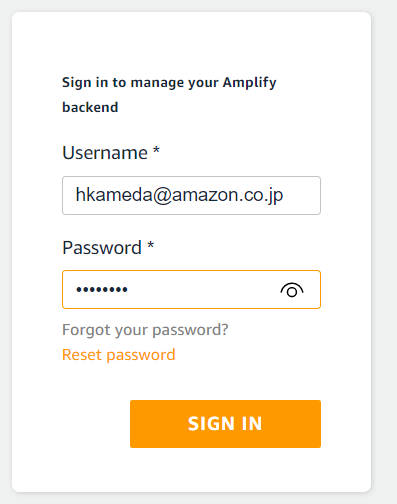 Sign in to manage your Amplify
backend
Username *
hkameda@amazon.co.jp
Password *
••••••••
Forgot your password?
Reset password
SIGN IN